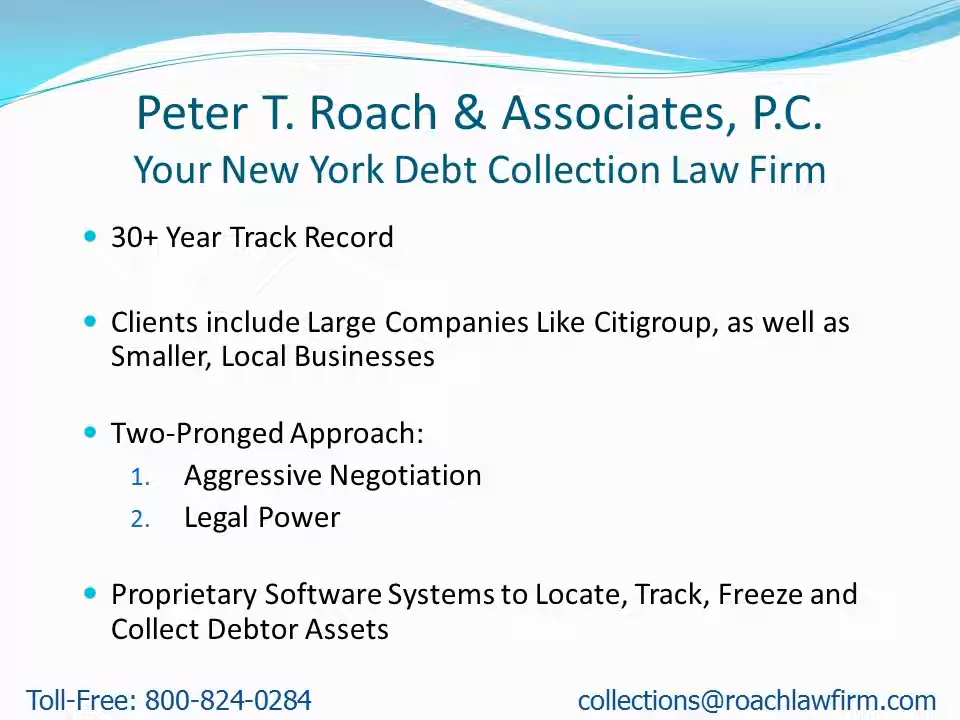 Peter T. Roach & Associates, P.C.
Your New York Debt Collection Law Firm
• 30+ Year Track Record
• Clients include Large Companies Like Citigroup, as well as
Smaller, Local Businesses
• Two-Pronged Approach:
1. Aggressive Negotiation
2. Legal Power
• Proprietary Software Systems to Locate, Track, Freeze and
Collect Debtor Assets
Toll-Free: 800-824-0284 collections@roachlawfirm.com